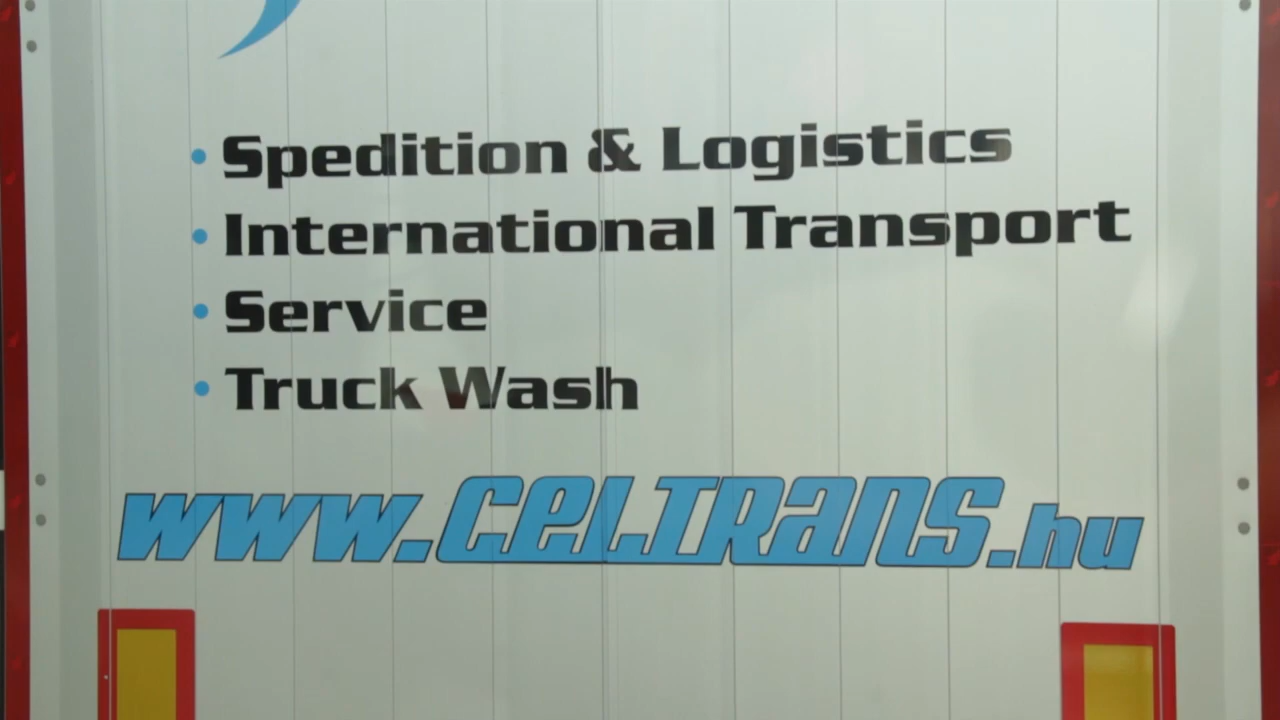 • Spedition & Logistics
• International Transport
• Service
• Truck Wash
www.CELTRANS.hu